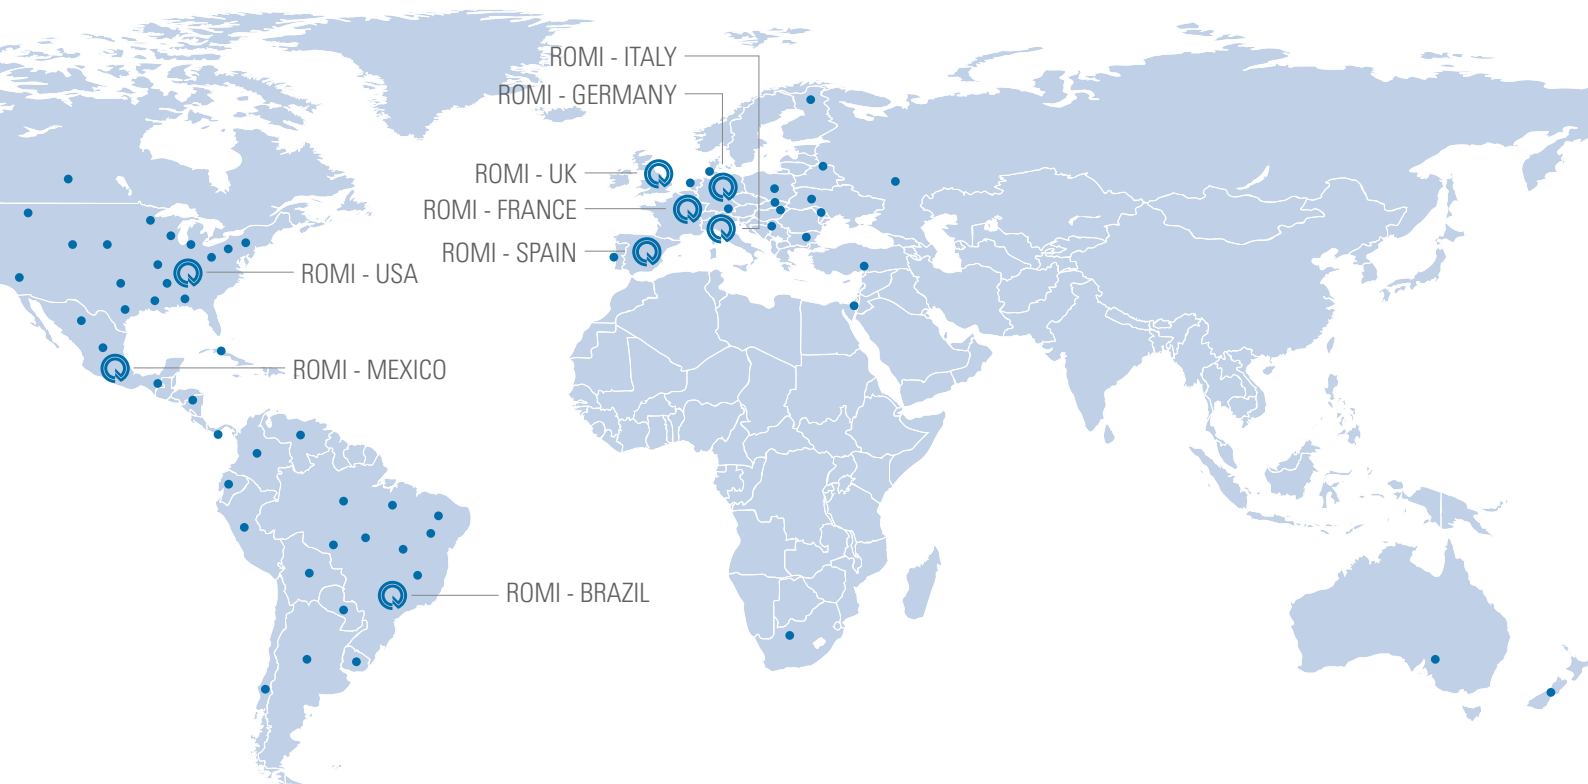 ROMI - ITALY
ROMI - GERMANY
ROMI - UK
ROMI - FRANCE
ROMI - SPAIN
ROMI - USA
ROMI - MEXICO
ROMI - BRAZIL